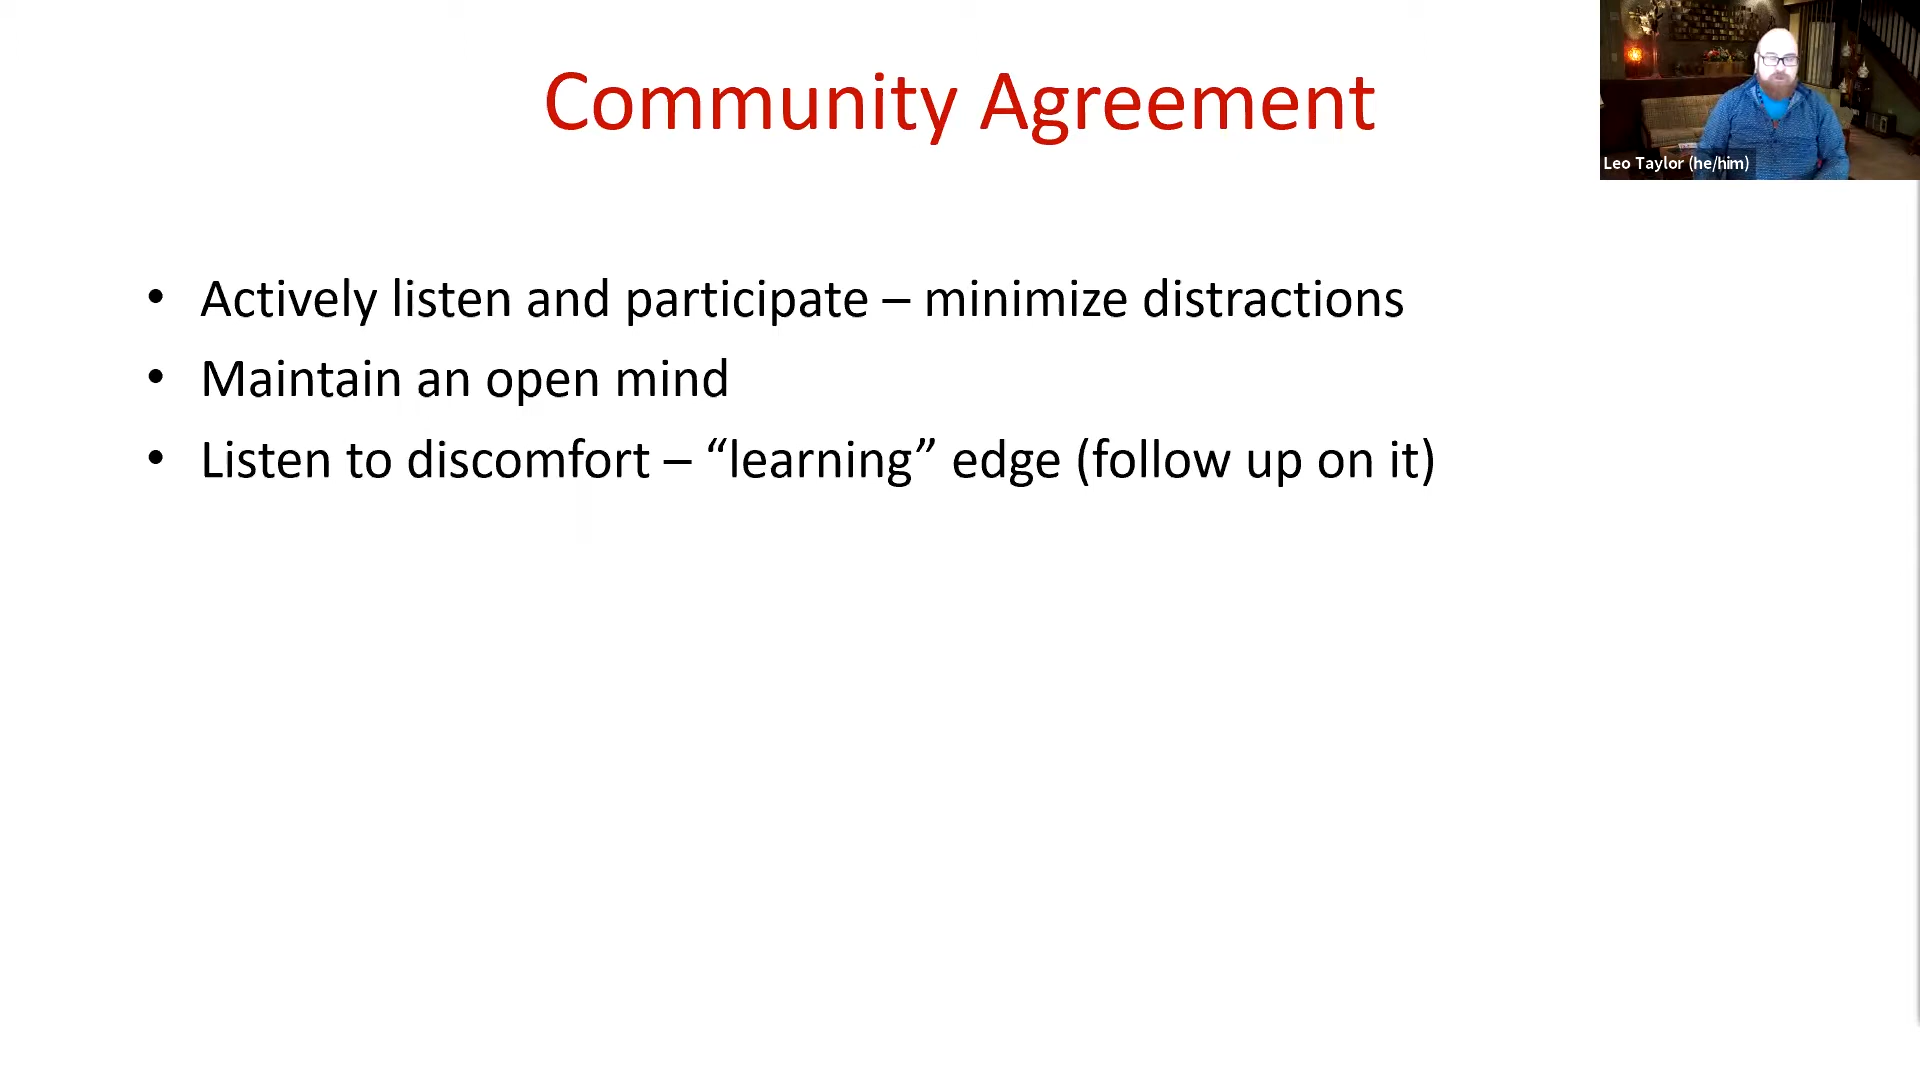 Community Agreement
Leo Taylor (he/him)
• Actively listen and participate – minimize distractions
• Maintain an open mind
• Listen to discomfort – “learning” edge (follow up on it)